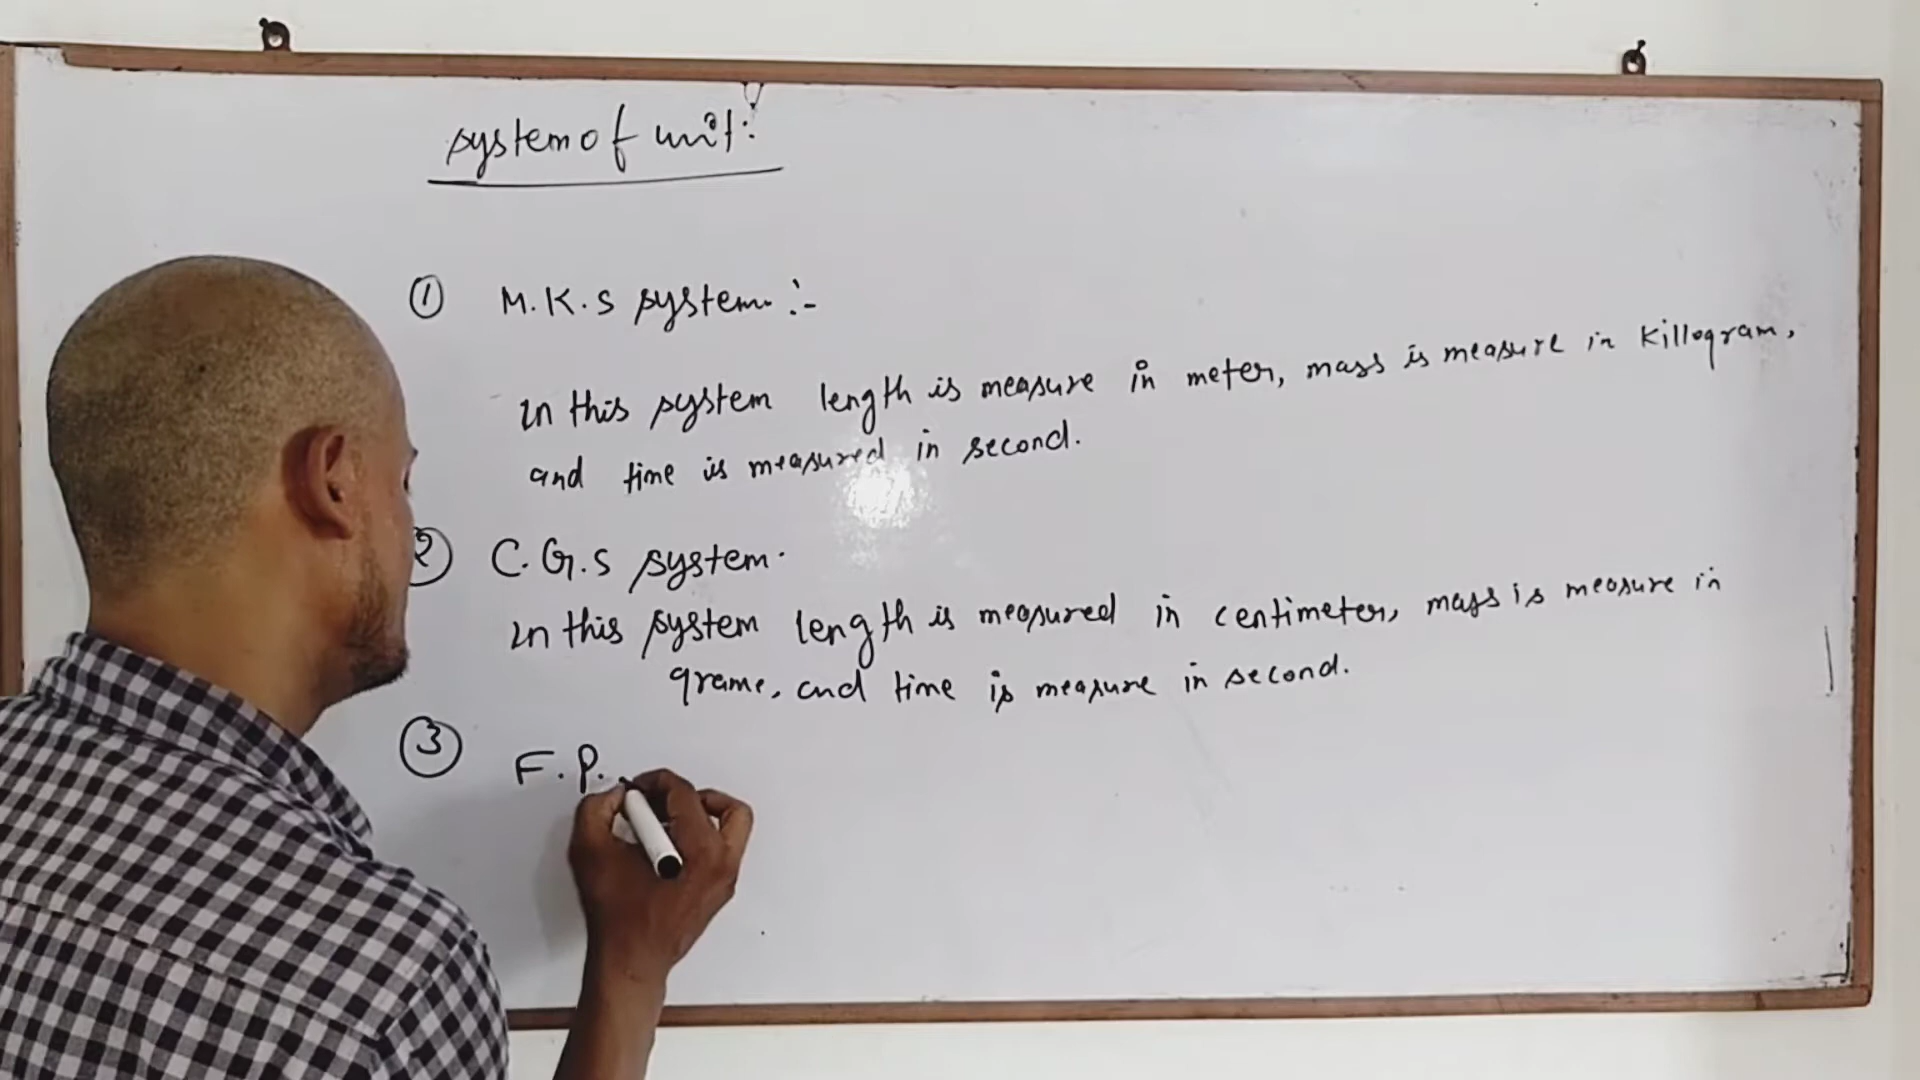 system of unit:
① M.K.S system :-
In this system length is measure in meter, mass is measure in killogram,
and time is measured in second.
② C.G.S system.
In this system length is measured in centimeter, mass is measure in
grame, and time is measure in second.
③ F.P.